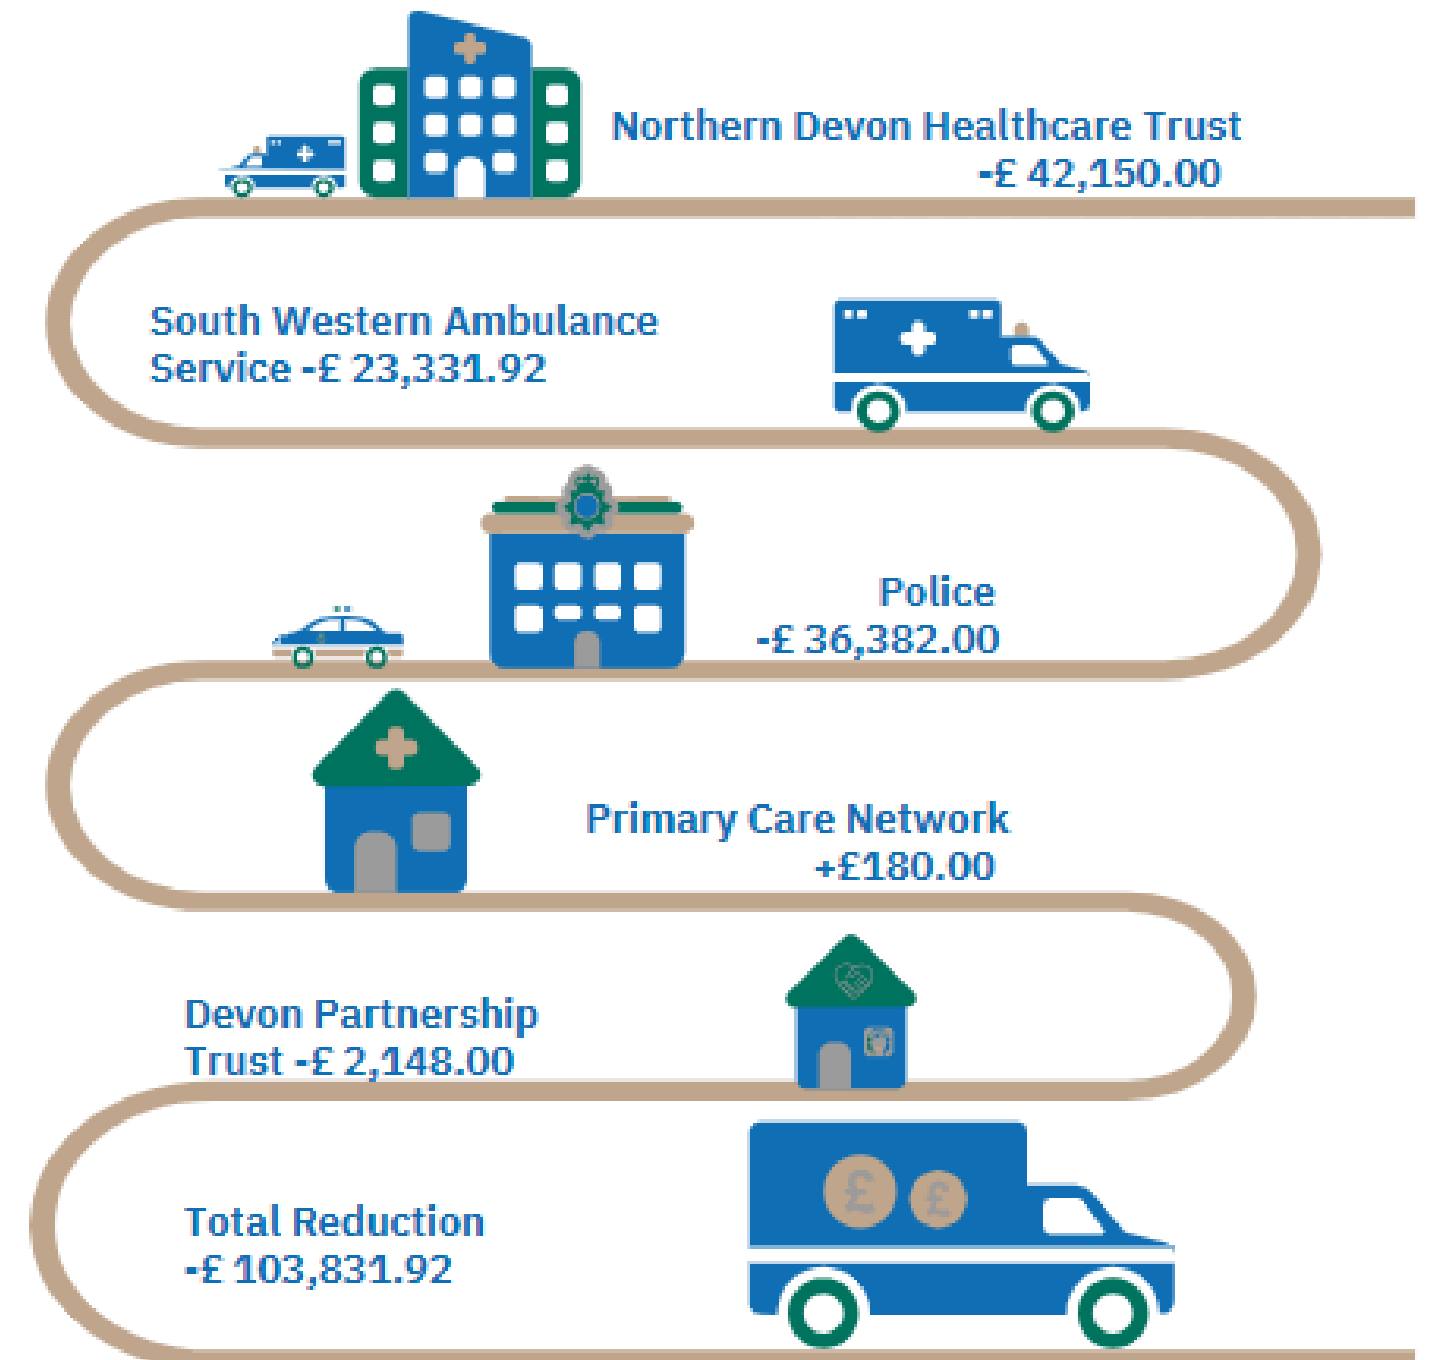 Northern Devon Healthcare Trust
-£ 42,150.00
South Western Ambulance
Service -£ 23,331.92
Police
-£ 36,382.00
Primary Care Network
+£180.00
Devon Partnership
Trust -£ 2,148.00
£ £
Total Reduction
-£ 103,831.92